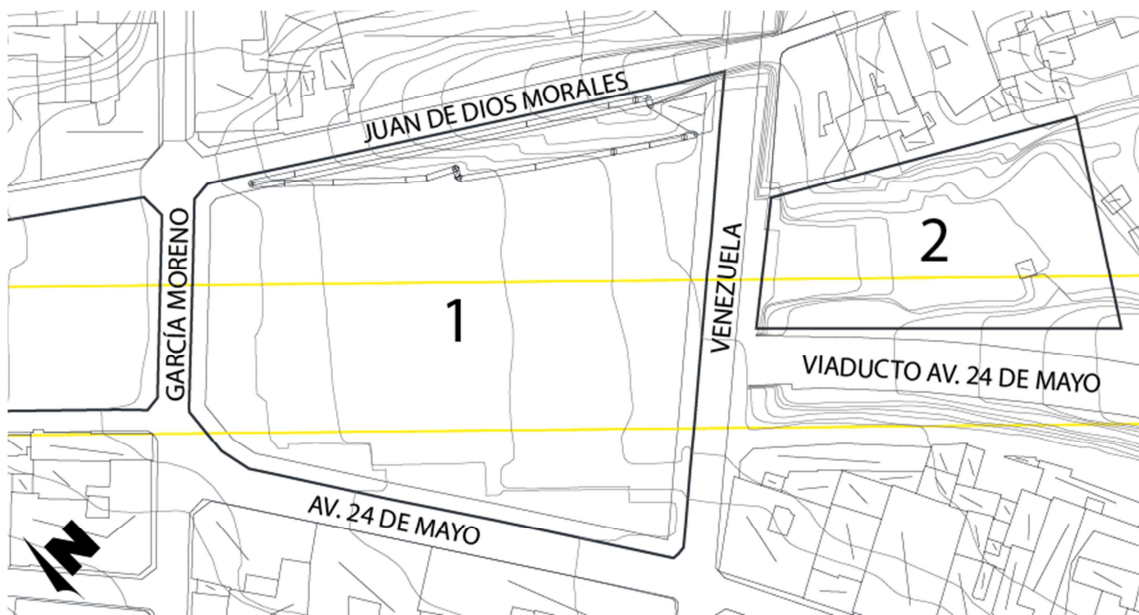 JUAN DE DIOS MORALES
GARCÍA MORENO
1
VENEZUELA
2
VIADUCTO AV. 24 DE MAYO
AV. 24 DE MAYO
N